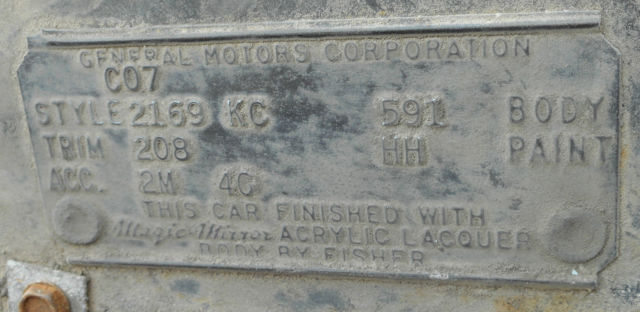 GENERAL MOTORS CORPORATION
C07
STYLE 2169 KC 591 BODY
TRIM 208 HH PAINT
ACC. 2M 4G
THIS CAR FINISHED WITH
Magic-Mirror ACRYLIC LACQUER
BODY BY FISHER